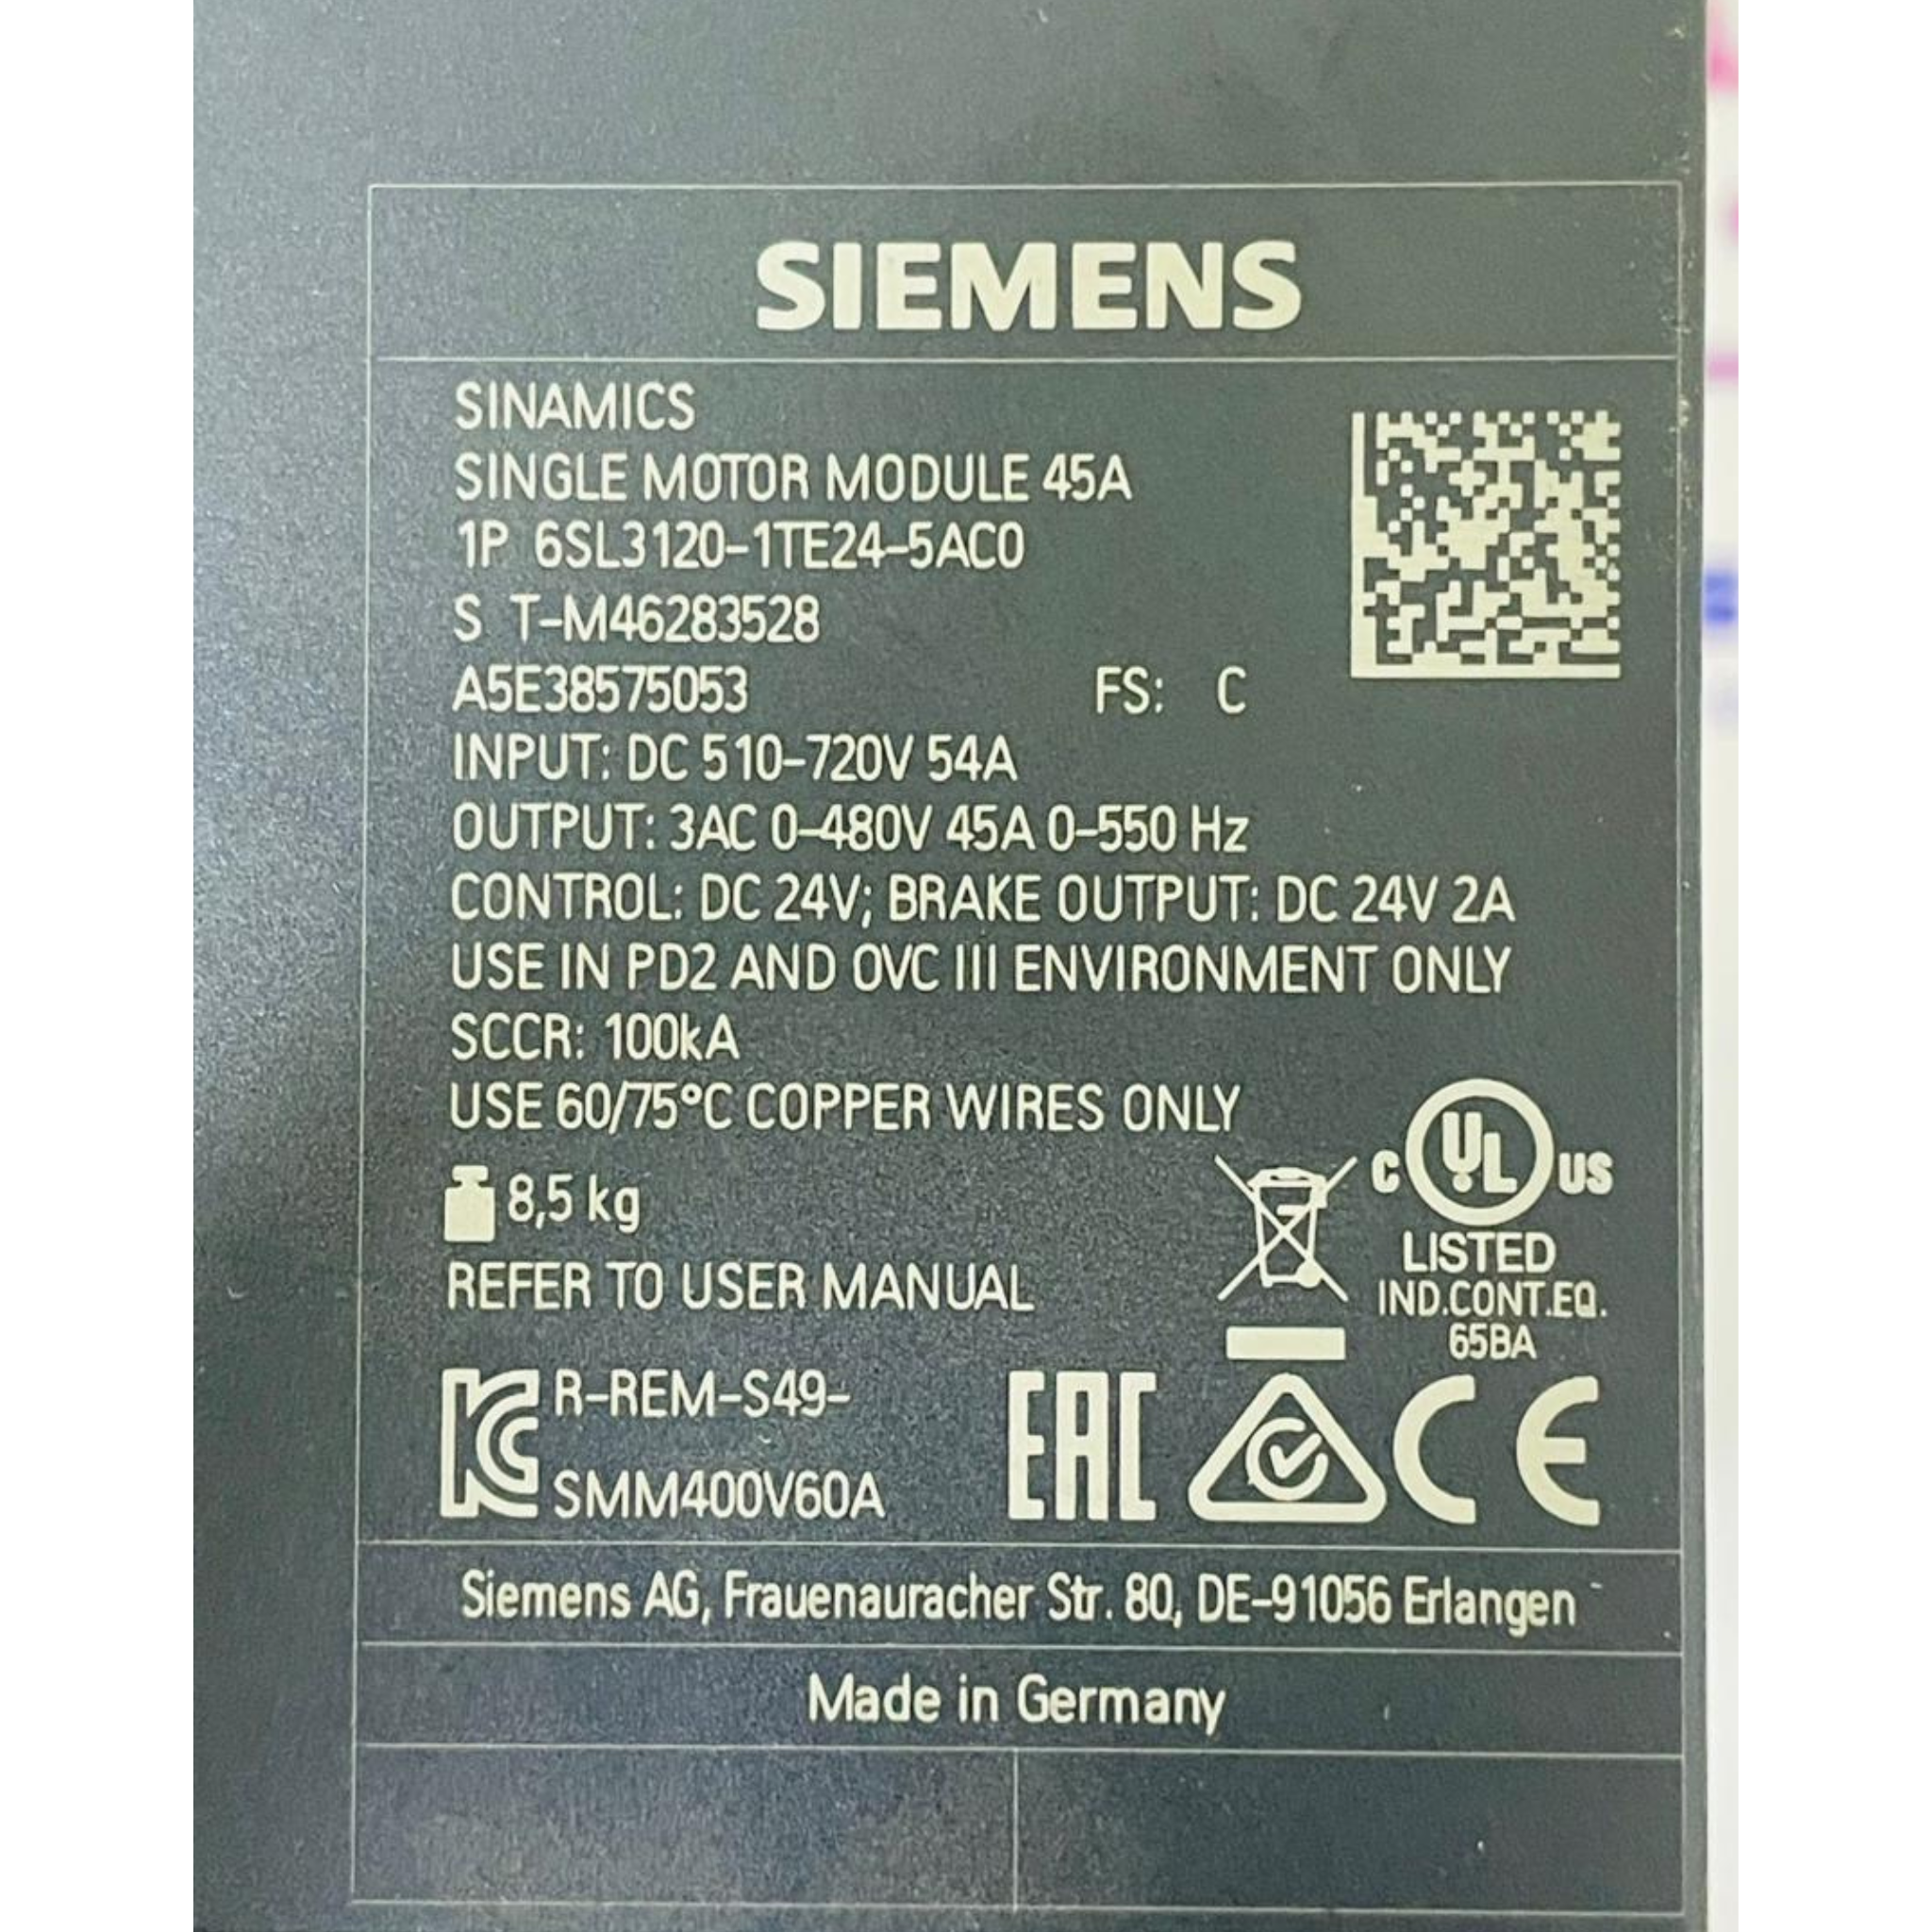 SIEMENS
SINAMICS
SINGLE MOTOR MODULE 45A
1P 6SL3120-1TE24-5AC0
S T-M46283528
A5E38575053 FS: C
INPUT: DC 510-720V 54A
OUTPUT: 3AC 0-480V 45A 0-550 Hz
CONTROL: DC 24V; BRAKE OUTPUT: DC 24V 2A
USE IN PD2 AND OVC III ENVIRONMENT ONLY
SCCR: 100kA
USE 60/75°C COPPER WIRES ONLY
C UL US
8,5 kg
LISTED
REFER TO USER MANUAL
IND.CONT.EQ.
65BA
R-REM-S49-
SMM400V60A
EAC CE
Siemens AG, Frauenauracher Str. 80, DE-91056 Erlangen
Made in Germany